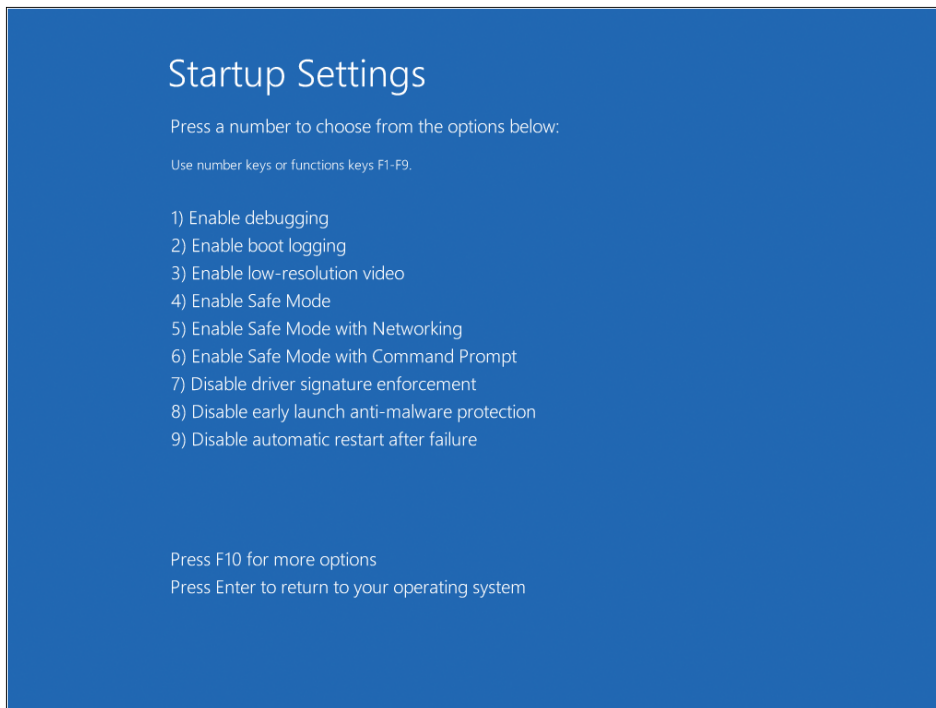 Startup Settings
Press a number to choose from the options below:
Use number keys or functions keys F1-F9.
1) Enable debugging
2) Enable boot logging
3) Enable low-resolution video
4) Enable Safe Mode
5) Enable Safe Mode with Networking
6) Enable Safe Mode with Command Prompt
7) Disable driver signature enforcement
8) Disable early launch anti-malware protection
9) Disable automatic restart after failure
Press F10 for more options
Press Enter to return to your operating system